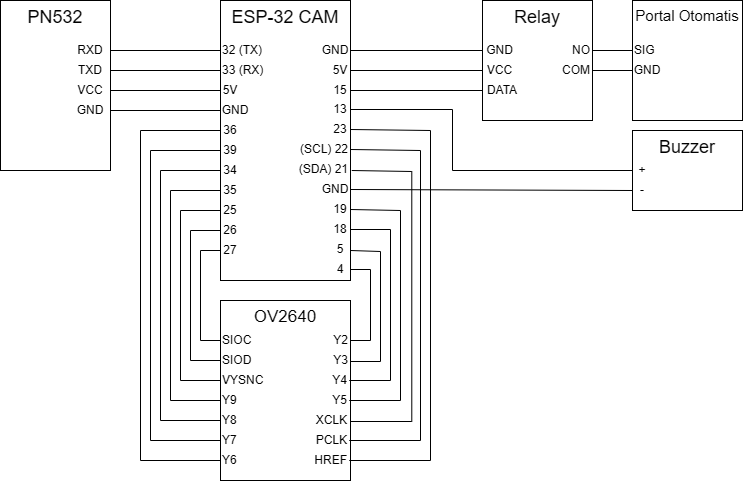 PN532
RXD
TXD
VCC
GND
ESP-32 CAM
32 (TX)
33 (RX)
5V
GND
36
39
34
35
25
26
27
GND
5V
15
13
23
(SCL) 22
(SDA) 21
GND
19
18
5
4
Relay
GND
VCC
DATA
NO
COM
Portal Otomatis
SIG
GND
Buzzer
+
-
OV2640
SIOC
SIOD
VYSNC
Y9
Y8
Y7
Y6
Y2
Y3
Y4
Y5
XCLK
PCLK
HREF